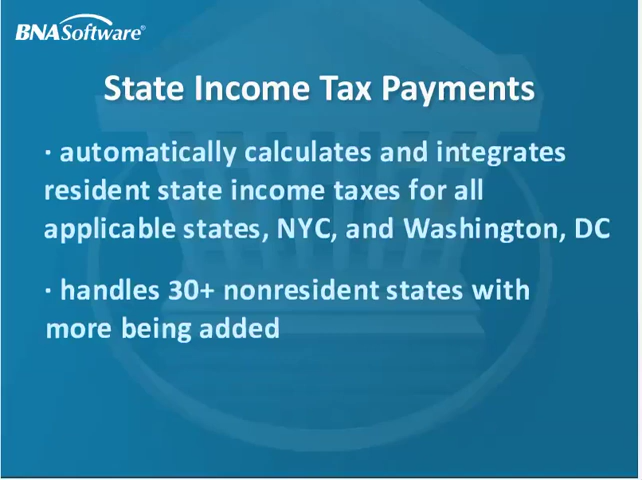 BNASoftware®
State Income Tax Payments
· automatically calculates and integrates
resident state income taxes for all
applicable states, NYC, and Washington, DC
· handles 30+ nonresident states with
more being added